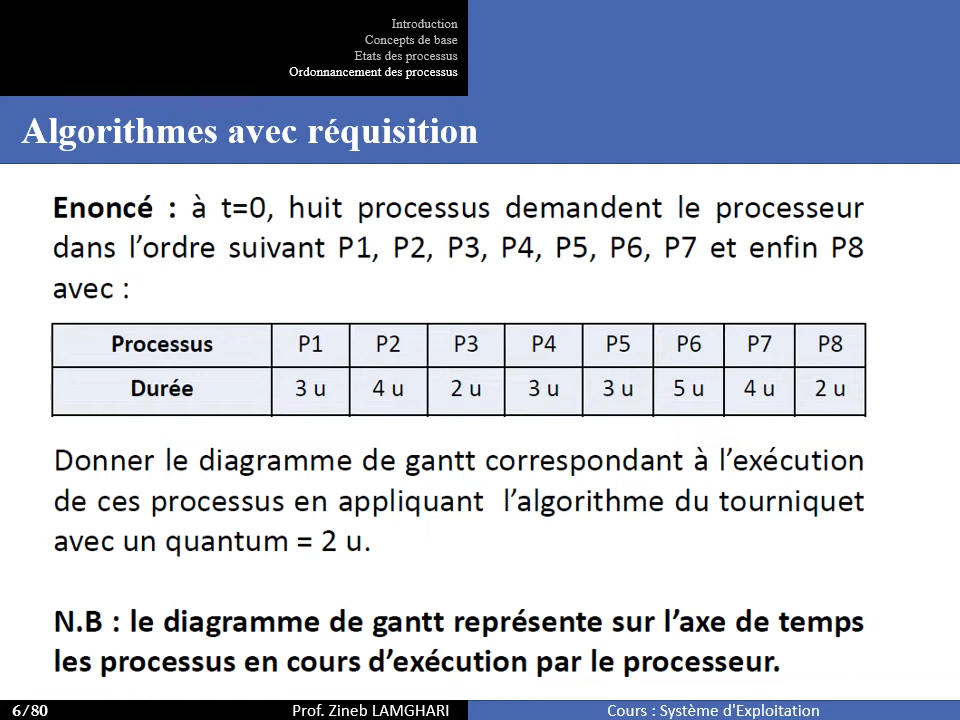 Introduction
Concepts de base
Etats des processus
Ordonnancement des processus
Algorithmes avec réquisition
Enoncé : à t=0, huit processus demandent le processeur
dans l'ordre suivant P1, P2, P3, P4, P5, P6, P7 et enfin P8
avec :
Processus P1 P2 P3 P4 P5 P6 P7 P8
Durée 3 u 4 u 2 u 3 u 3 u 5 u 4 u 2 u
Donner le diagramme de gantt correspondant à l'exécution
de ces processus en appliquant l'algorithme du tourniquet
avec un quantum = 2 u.
N.B : le diagramme de gantt représente sur l'axe de temps
les processus en cours d'exécution par le processeur.
6/80 Prof. Zineb LAMGHARI Cours : Système d'Exploitation